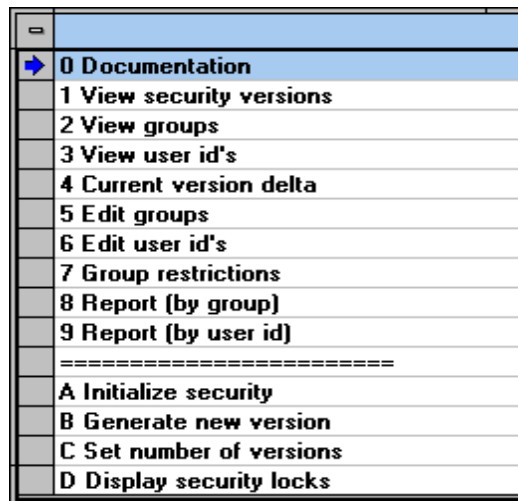 0 Documentation
1 View security versions
2 View groups
3 View user id's
4 Current version delta
5 Edit groups
6 Edit user id's
7 Group restrictions
8 Report (by group)
9 Report (by user id)
========================
A Initialize security
B Generate new version
C Set number of versions
D Display security locks